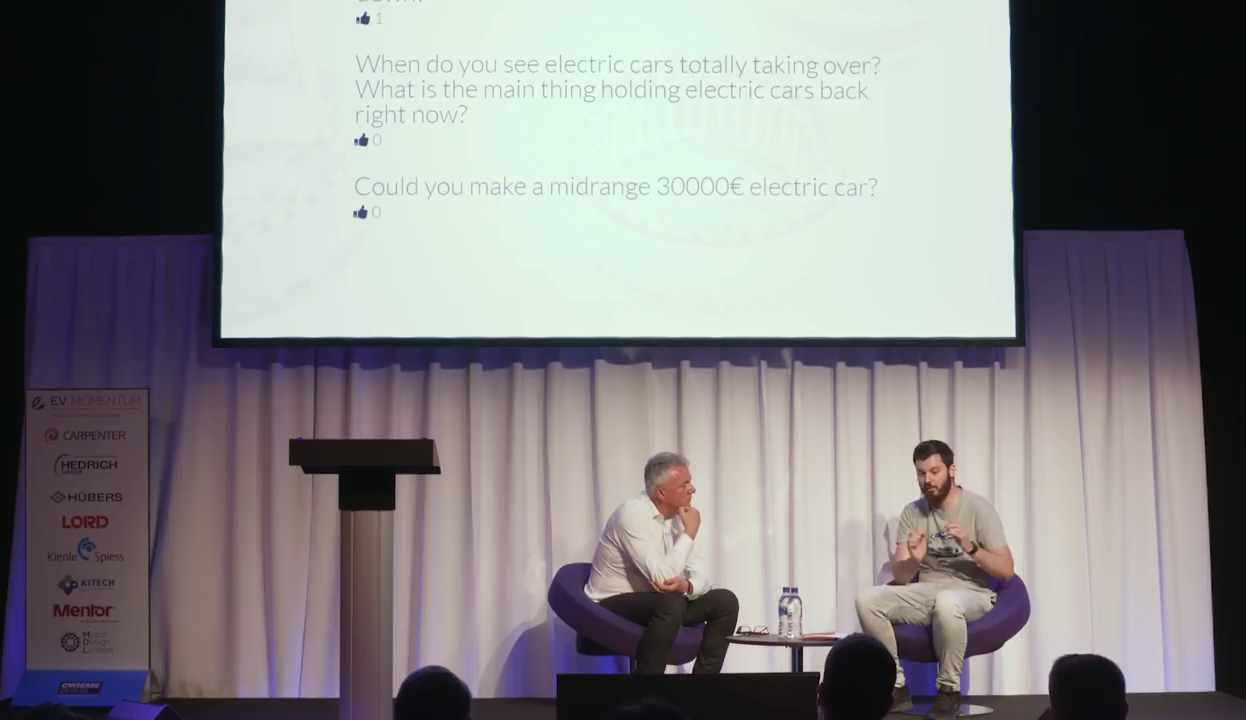 1
When do you see electric cars totally taking over?
What is the main thing holding electric cars back
right now?
0
Could you make a midrange 30000€ electric car?
0
EV MOMENTUM
CARPENTER
HEDRICH
HÜBERS
LORD
Kienle Spiess
KITECH
Mentor
Motor
Design
Limited
CWIEME